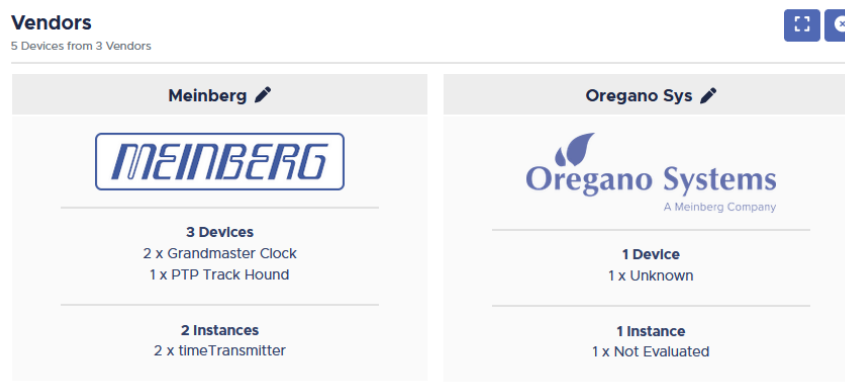 Vendors
5 Devices from 3 Vendors
Meinberg
MEINBERG
3 Devices
2 x Grandmaster Clock
1 x PTP Track Hound
2 Instances
2 x timeTransmitter
Oregano Sys
Oregano Systems
A Meinberg Company
1 Device
1 x Unknown
1 Instance
1 x Not Evaluated